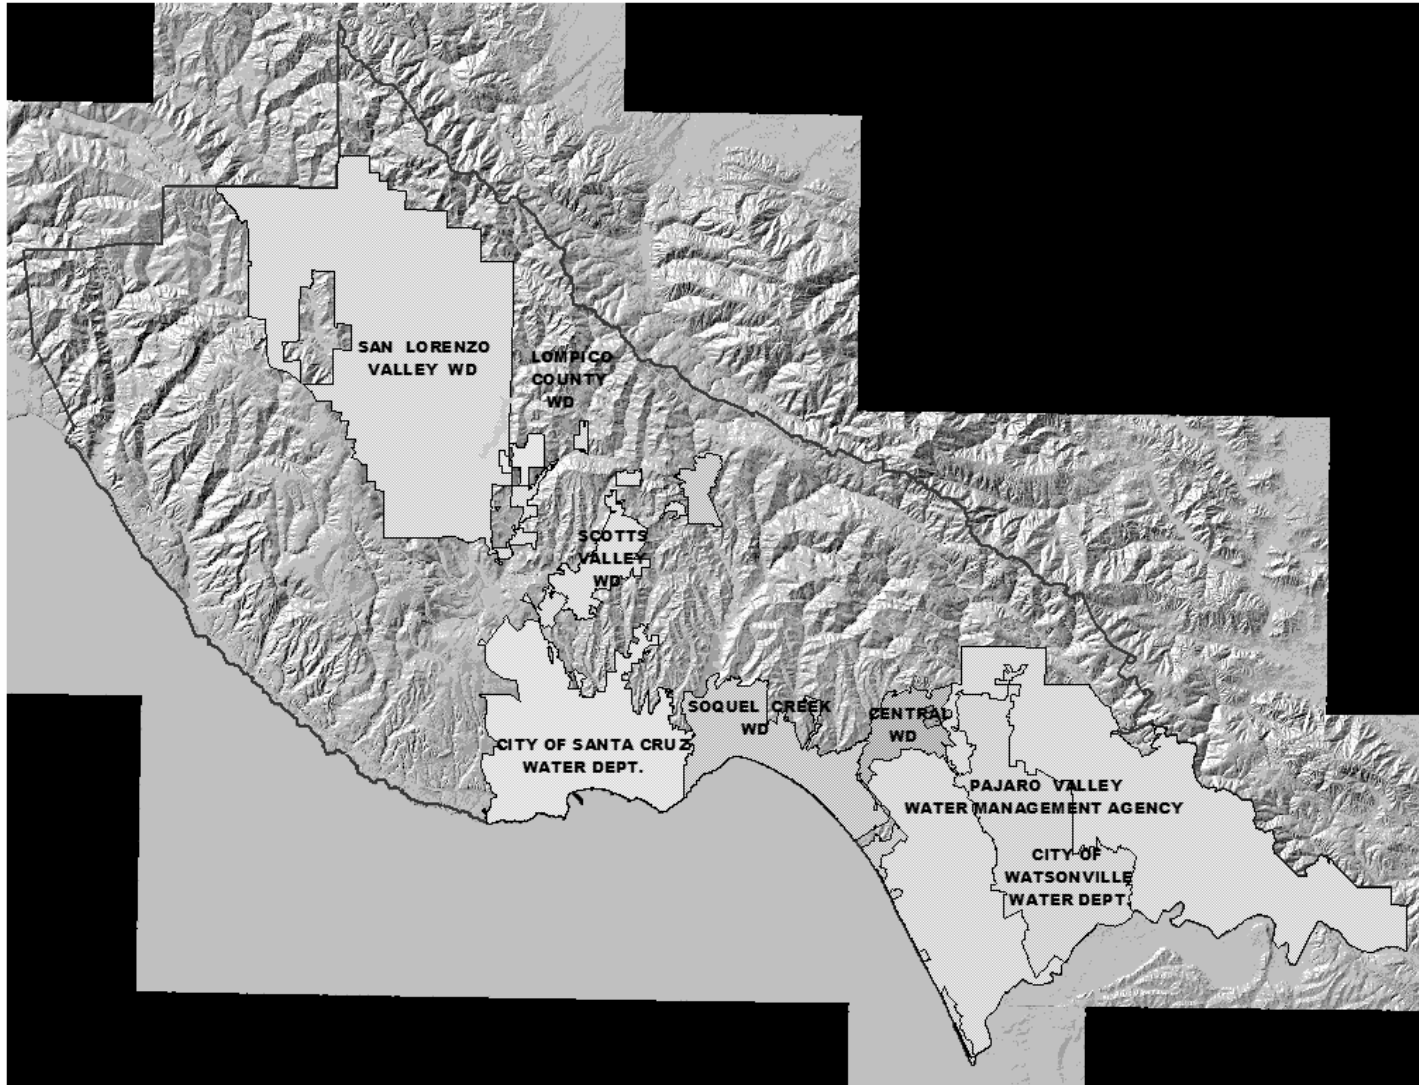 SAN LORENZO
VALLEY WD
LOMPICO
COUNTY
WD
SCOTTS
VALLEY
WD
SOQUEL CREEK
WD
CENTRAL
WD
CITY OF SANTA CRUZ
WATER DEPT.
PAJARO VALLEY
WATER MANAGEMENT AGENCY
CITY OF
WATSONVILLE
WATER DEPT.